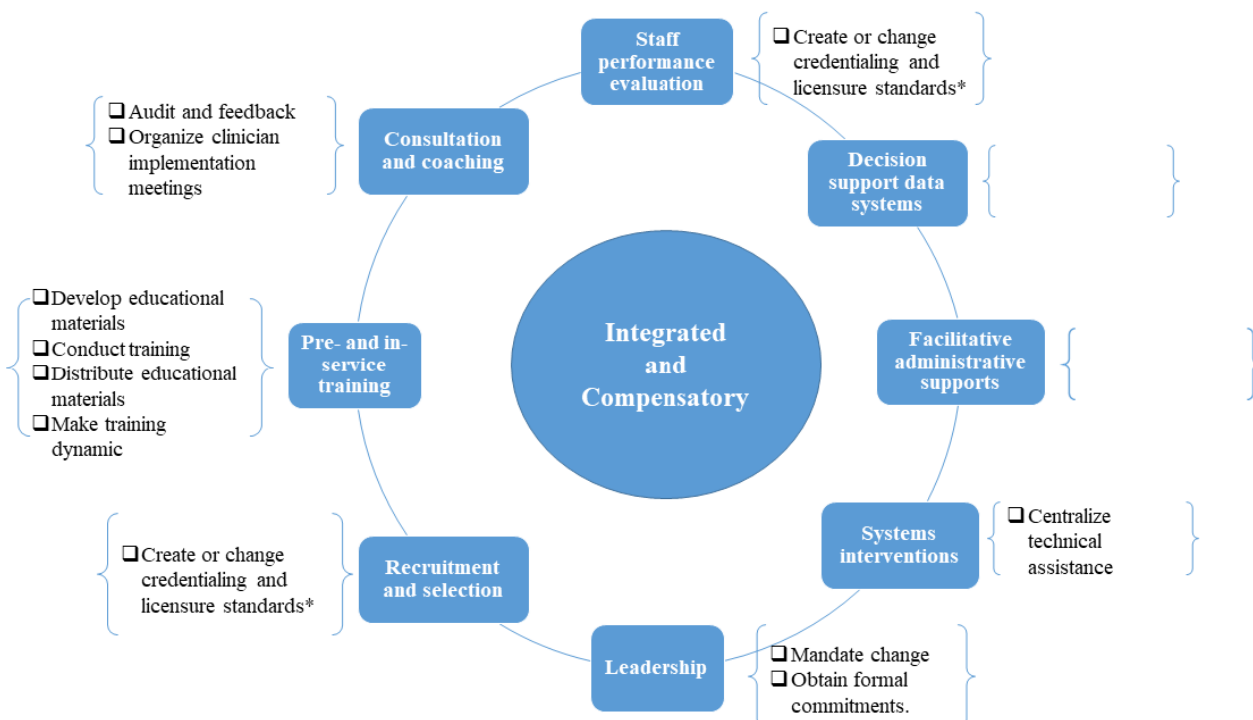 Staff
performance
evaluation
❑ Create or change
credentialing and
licensure standards*
❑ Audit and feedback
❑ Organize clinician
implementation
meetings
Consultation
and coaching
Decision
support data
systems
❑ Develop educational
materials
❑ Conduct training
❑ Distribute educational
materials
❑ Make training
dynamic
Pre- and in-
service
training
Integrated
and
Compensatory
Facilitative
administrative
supports
❑ Create or change
credentialing and
licensure standards*
Recruitment
and selection
Systems
interventions
❑ Centralize
technical
assistance
Leadership
❑ Mandate change
❑ Obtain formal
commitments.